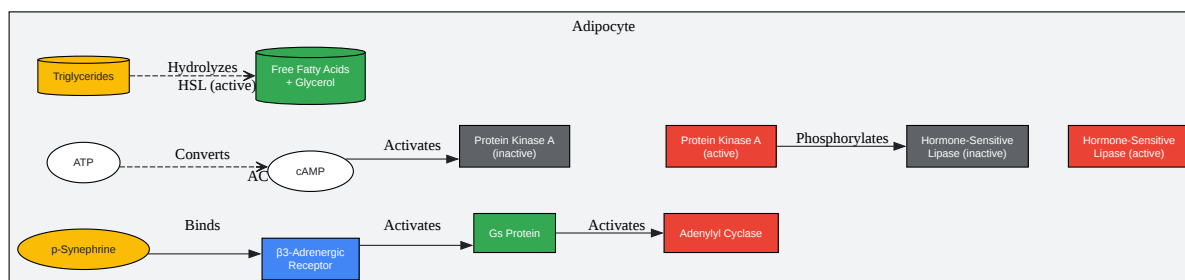 Adipocyte
Triglycerides
Hydrolyzes
HSL (active)
Free Fatty Acids
+ Glycerol
ATP
Converts
AC
cAMP
Activates
Protein Kinase A
(inactive)
Protein Kinase A
(active)
Phosphorylates
Hormone-Sensitive
Lipase (inactive)
Hormone-Sensitive
Lipase (active)
p-Synephrine
Binds
β3-Adrenergic
Receptor
Activates
Gs Protein
Activates
Adenylyl Cyclase